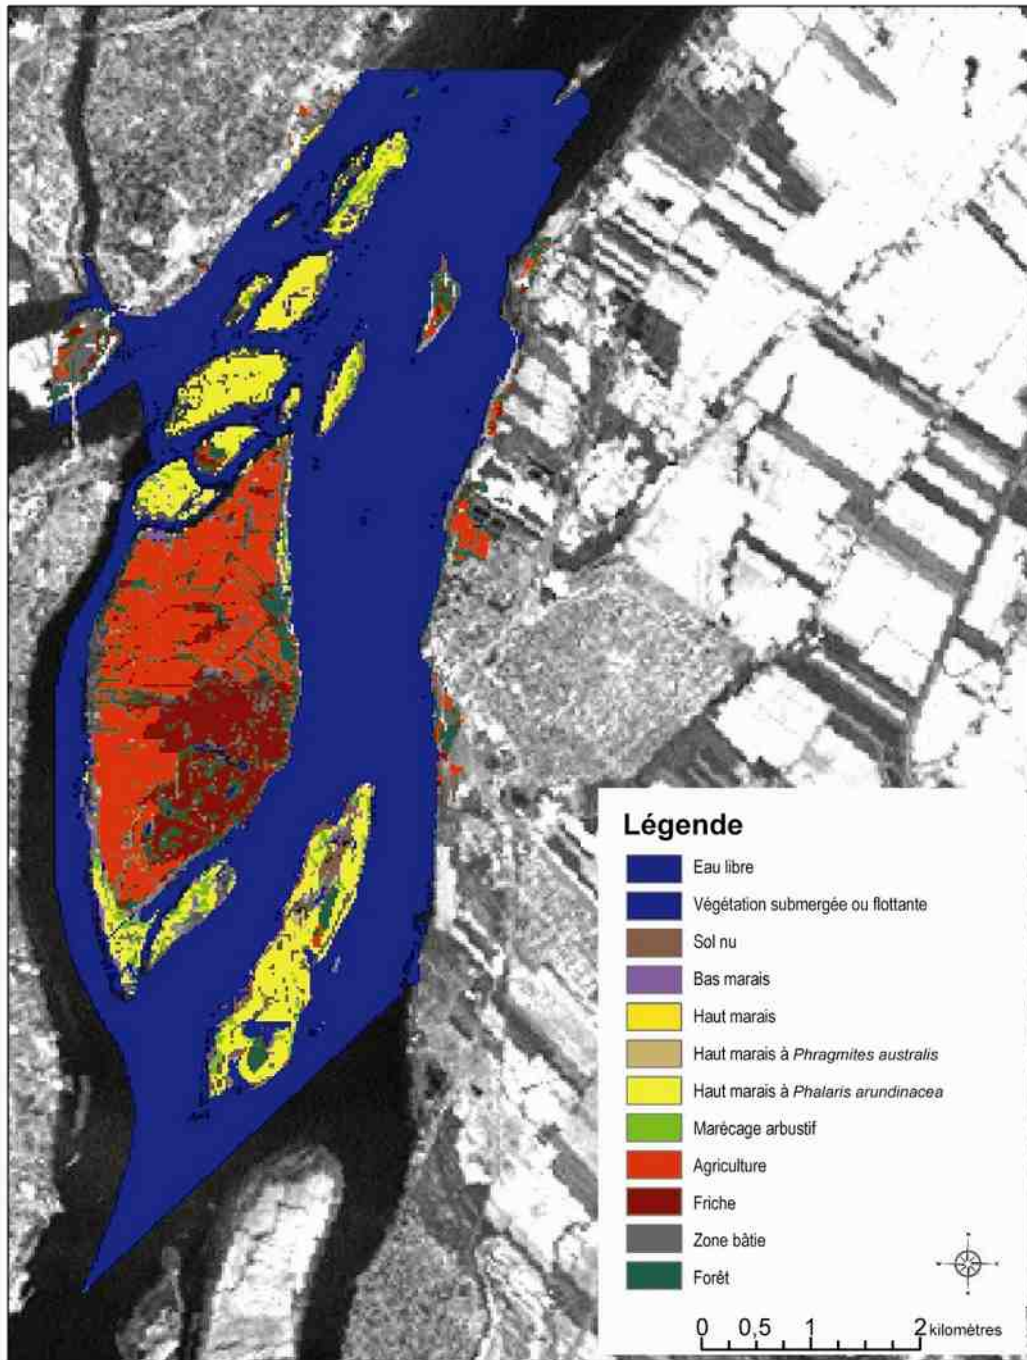 Légende
Eau libre
Végétation submergée ou flottante
Sol nu
Bas marais
Haut marais
Haut marais à Phragmites australis
Haut marais à Phalaris arundinacea
Marécage arbustif
Agriculture
Friche
Zone bâtie
Forêt
0 0,5 1 2 kilomètres